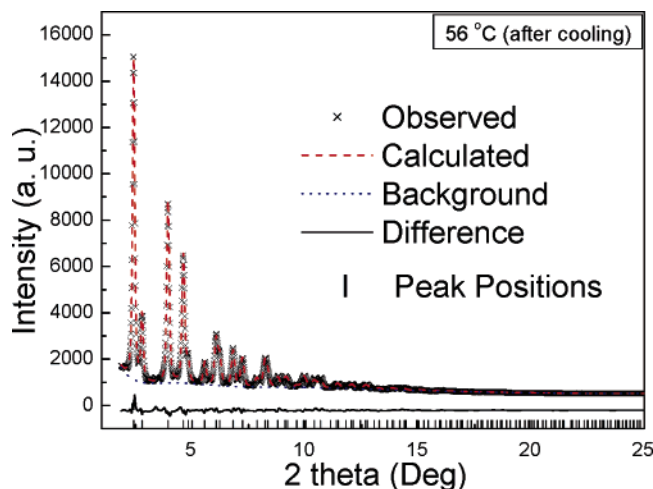 56 °C (after cooling)
Intensity (a. u.)
16000
14000
12000
10000
8000
6000
4000
2000
0
Observed
Calculated
Background
Difference
Peak Positions
5 10 15 20 25
2 theta (Deg)